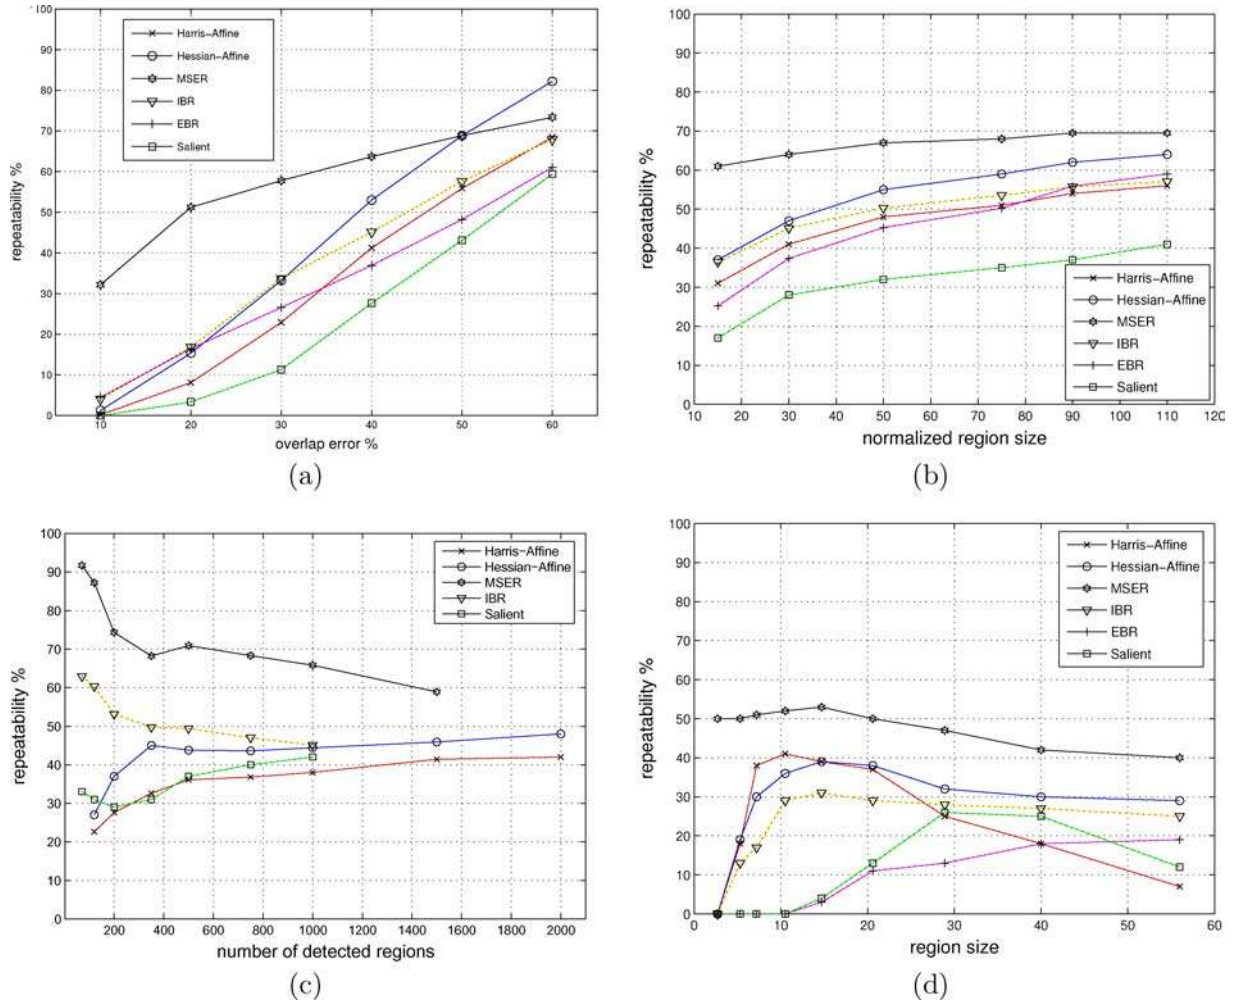 100
90
80
70
60
50
40
30
20
10
0
repeatability %
Harris-Affine
Hessian-Affine
MSER
IBR
EBR
Salient
10 20 30 40 50 60
overlap error %
(a)
100
90
80
70
60
50
40
30
20
10
0
repeatability %
Harris-Affine
Hessian-Affine
MSER
IBR
EBR
Salient
10 20 30 40 50 60 70 80 90 100 110 120
normalized region size
(b)
100
90
80
70
60
50
40
30
20
10
0
repeatability %
Harris-Affine
Hessian-Affine
MSER
IBR
Salient
200 400 600 800 1000 1200 1400 1600 1800 2000
number of detected regions
(c)
100
90
80
70
60
50
40
30
20
10
0
repeatability %
Harris-Affine
Hessian-Affine
MSER
IBR
EBR
Salient
0 10 20 30 40 50 60
region size
(d)